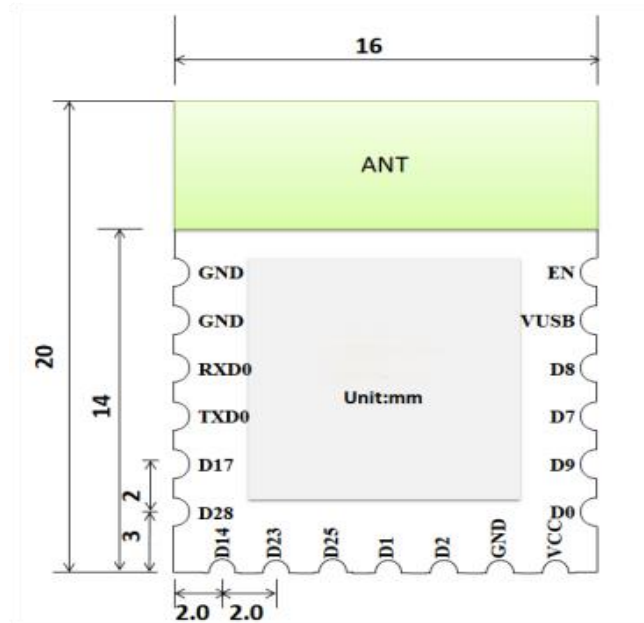 16
ANT
GND EN
GND VUSB
20
RXD0 D8
14
Unit:mm
TXD0 D7
D17 D9
2
D28 D0
3
D14 D23 D25 D1 D2 GND VCC
2.0 2.0